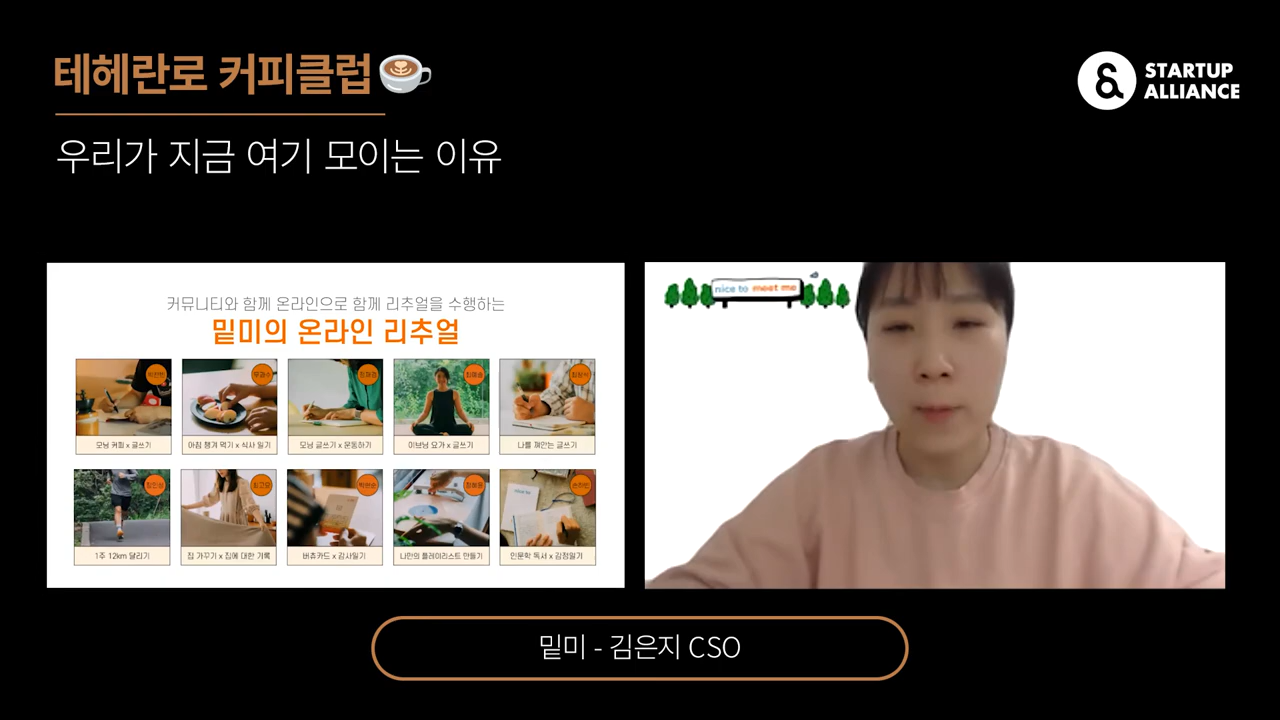 테헤란로 커피클럽
STARTUP
ALLIANCE
우리가 지금 여기 모이는 이유
커뮤니티와 함께 온라인으로 함께 리추얼을 수행하는
밑미의 온라인 리추얼
모닝 커피 x 글쓰기
아침 챙겨 먹기 x 식사 일기
모닝 글쓰기 x 운동하기
이브닝 요가 x 글쓰기
나를 껴안는 글쓰기
1주 12km 달리기
집 가꾸기 x 집에 대한 기록
버츄카드 x 감사일기
나만의 플레이리스트 만들기
인문학 독서 x 감정일기
nice to meet me
밑미 - 김은지 CSO